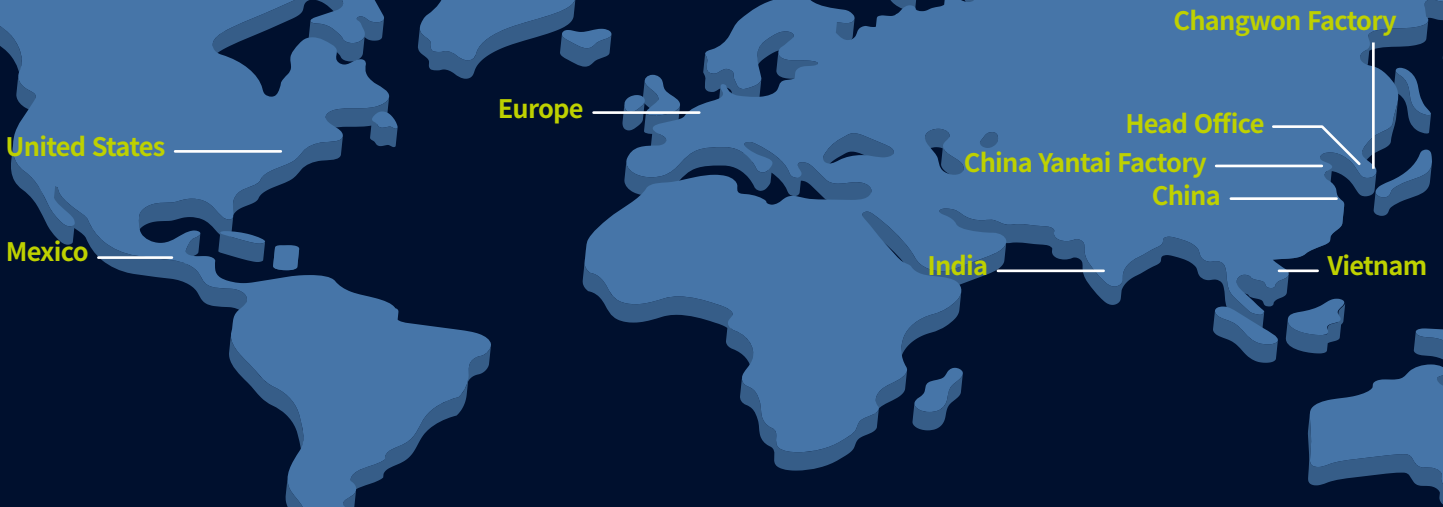 Changwon Factory
Europe
Head Office
United States
China Yantai Factory
China
Mexico
India
Vietnam